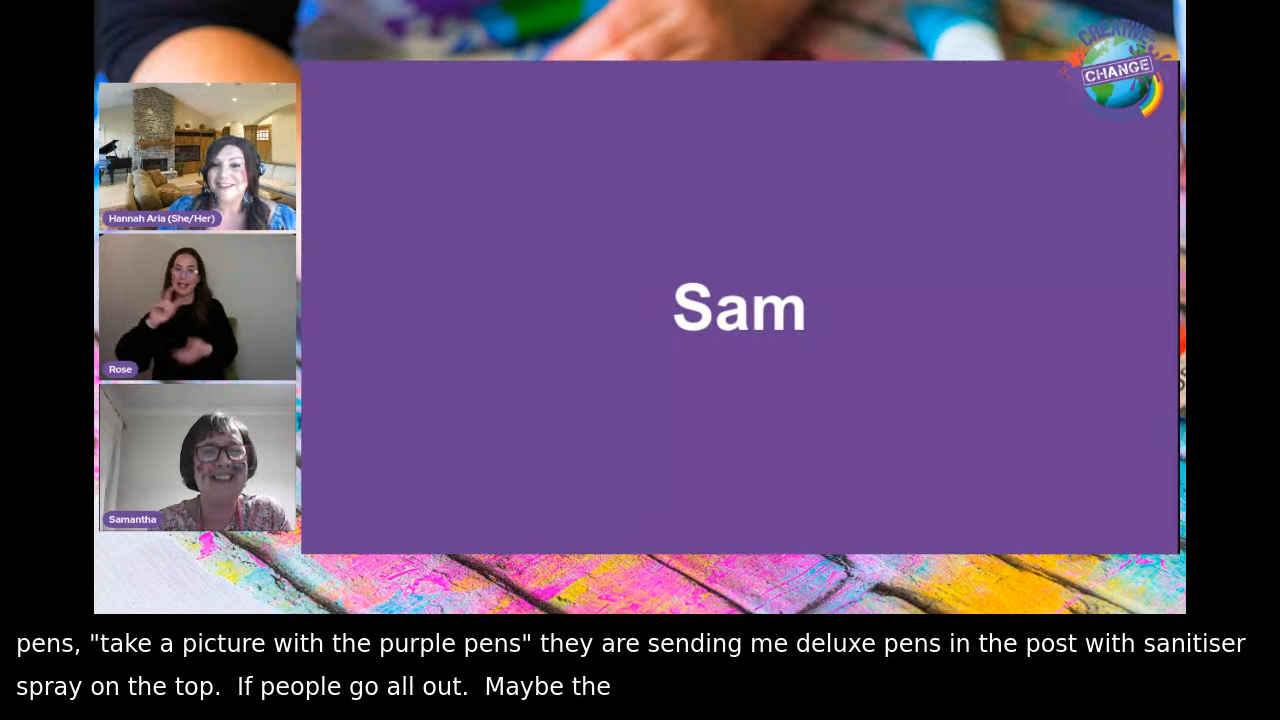 CREATIVE
CHANGE
Hannah Aria (She/Her)
Sam
Rose
Samantha
pens, "take a picture with the purple pens" they are sending me deluxe pens in the post with sanitiser
spray on the top.  If people go all out.  Maybe the